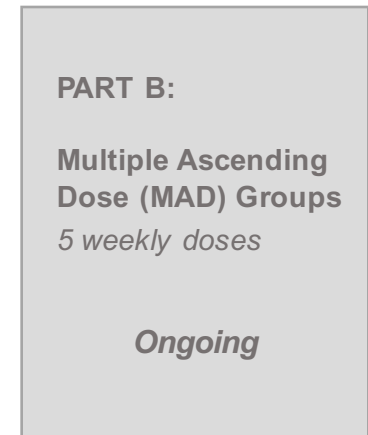 PART B:
Multiple Ascending
Dose (MAD) Groups
5 weekly doses
Ongoing